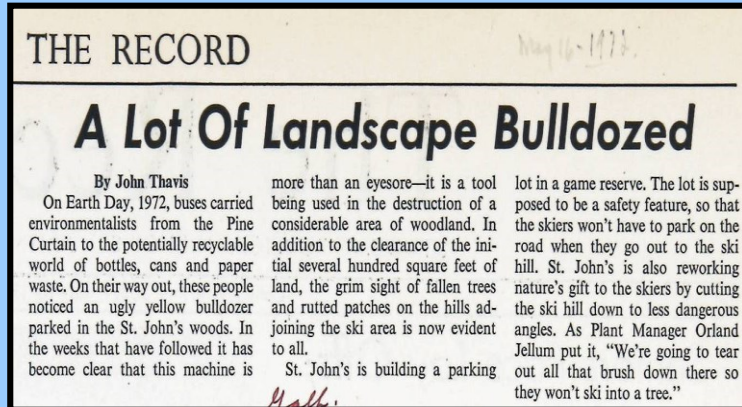 THE RECORD
May 16-1972.
A Lot Of Landscape Bulldozed
By John Thavis
On Earth Day, 1972, buses carried
environmentalists from the Pine
Curtain to the potentially recyclable
world of bottles, cans and paper
waste. On their way out, these people
noticed an ugly yellow bulldozer
parked in the St. John's woods. In
the weeks that have followed it has
become clear that this machine is
more than an eyesore—it is a tool
being used in the destruction of a
considerable area of woodland. In
addition to the clearance of the ini-
tial several hundred square feet of
land, the grim sight of fallen trees
and rutted patches on the hills ad-
joining the ski area is now evident
to all.
St. John's is building a parking
lot in a game reserve. The lot is sup-
posed to be a safety feature, so that
the skiers won't have to park on the
road when they go out to the ski
hill. St. John's is also reworking
nature's gift to the skiers by cutting
the ski hill down to less dangerous
angles. As Plant Manager Orland
Jellum put it, “We're going to tear
out all that brush down there so
they won't ski into a tree.”